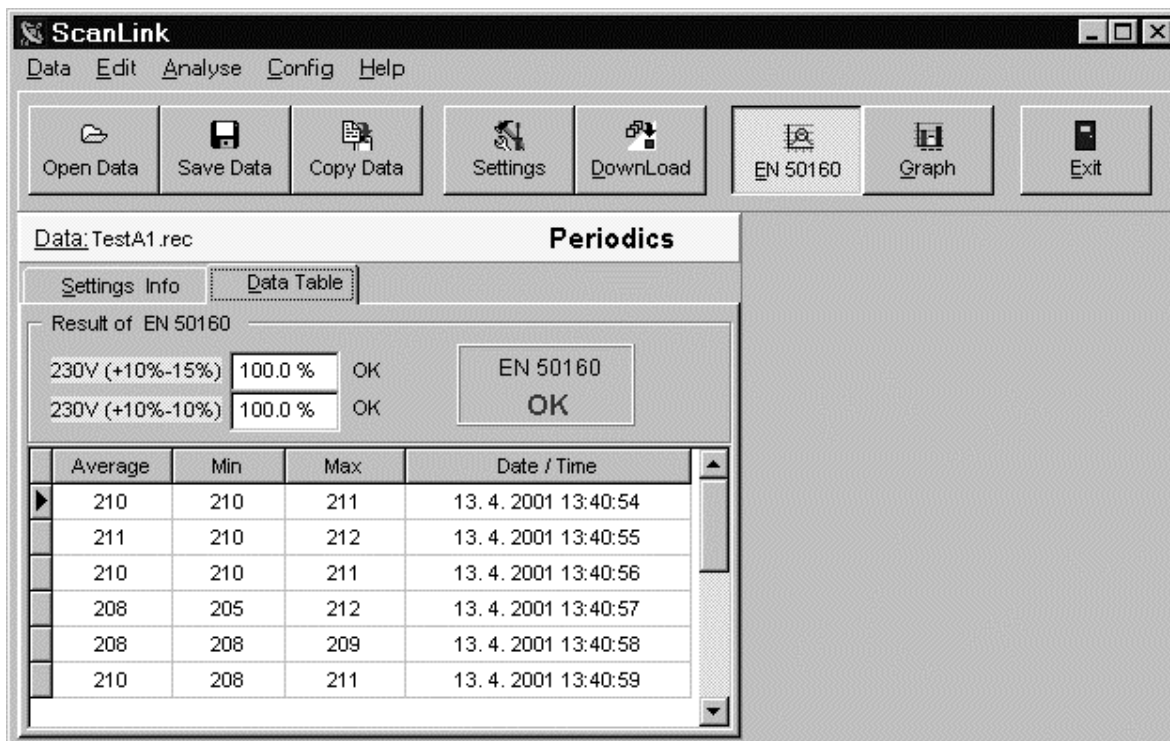 ScanLink
Data Edit Analyse Config Help
Open Data Save Data Copy Data Settings DownLoad EN 50160 Graph Exit
Data: TestA1.rec Periodics
Settings Info Data Table
Result of EN 50160
230V (+10%-15%) 100.0 % OK
230V (+10%-10%) 100.0 % OK
EN 50160
OK
Average Min Max Date / Time
210 210 211 13. 4. 2001 13:40:54
211 210 212 13. 4. 2001 13:40:55
210 210 211 13. 4. 2001 13:40:56
208 205 212 13. 4. 2001 13:40:57
208 208 209 13. 4. 2001 13:40:58
210 208 211 13. 4. 2001 13:40:59